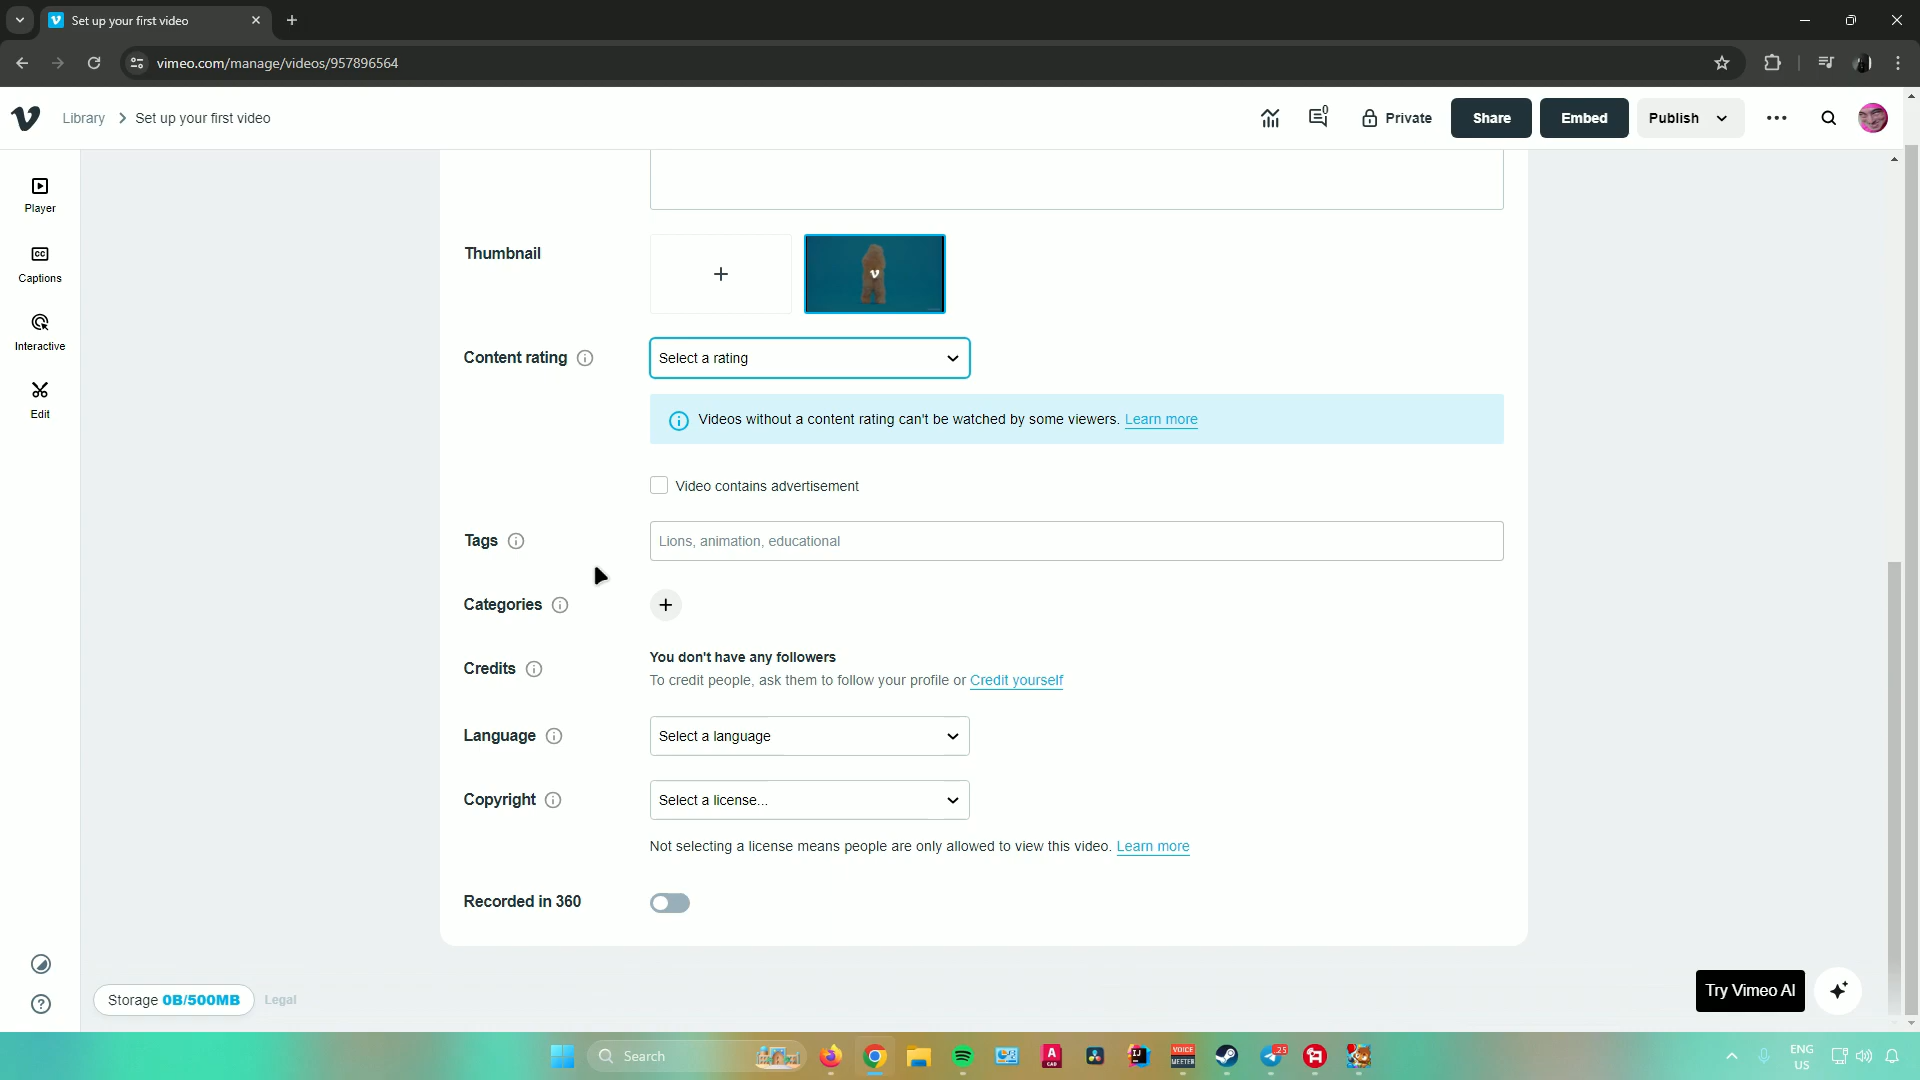 Set up your first video
vimeo.com/manage/videos/957896564
Library > Set up your first video
0
Private
Share
Embed
Publish
Player
Captions
Interactive
Edit
Thumbnail
Content rating
Select a rating
Videos without a content rating can't be watched by some viewers. Learn more
Video contains advertisement
Tags
Lions, animation, educational
Categories
Credits
You don't have any followers
To credit people, ask them to follow your profile or Credit yourself
Language
Select a language
Copyright
Select a license...
Not selecting a license means people are only allowed to view this video. Learn more
Recorded in 360
Storage 0B/500MB
Legal
Try Vimeo AI
Search
VOICE
MEETER
25
ENG
US